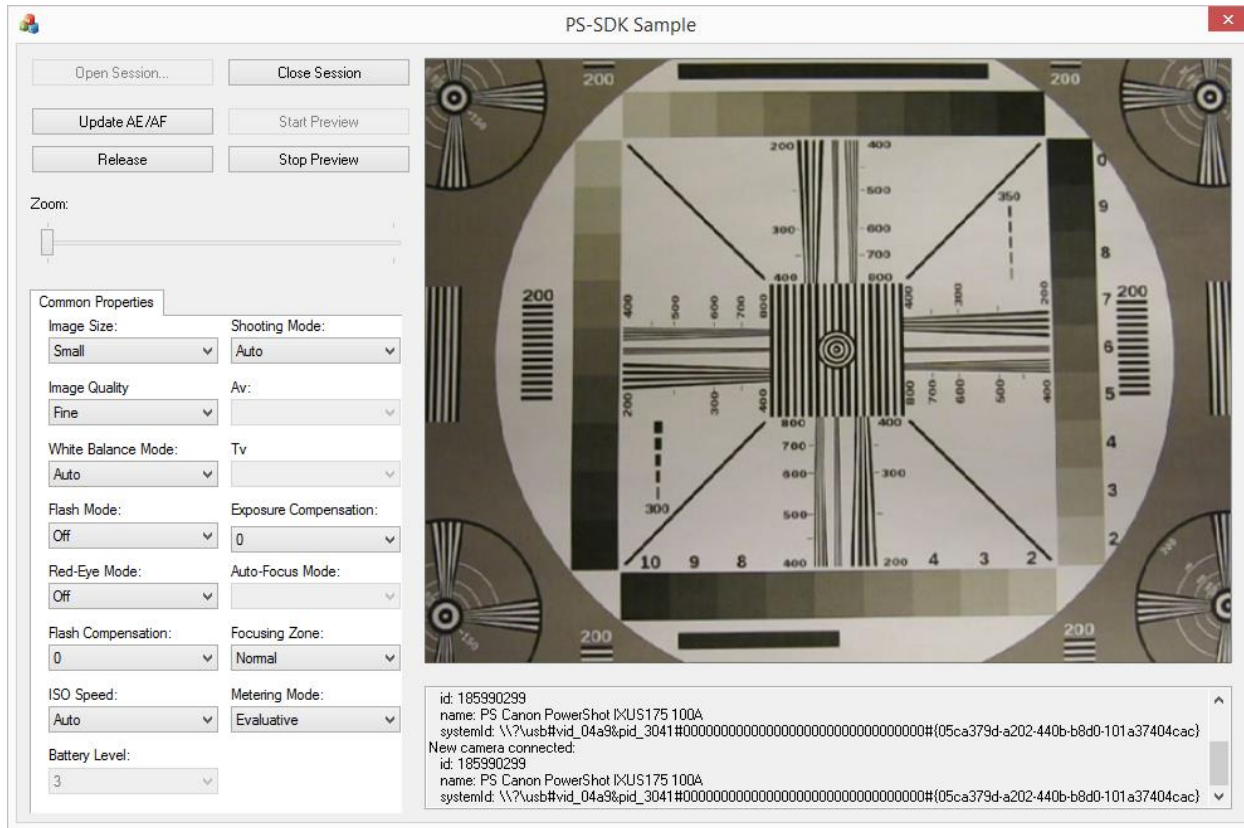 PS-SDK Sample
Open Session...
Close Session
Update AE/AF
Start Preview
Release
Stop Preview
Zoom:
Common Properties
Image Size:
Shooting Mode:
Small
Auto
Image Quality
Av:
Fine
White Balance Mode:
Tv
Auto
Flash Mode:
Exposure Compensation:
Off
0
Red-Eye Mode:
Auto-Focus Mode:
Off
Flash Compensation:
Focusing Zone:
0
Normal
ISO Speed:
Metering Mode:
Auto
Evaluative
Battery Level:
3
200
200
200 400
0
500
350
9
300 600
8
700
400 800
200
400 500 600 700 800
400 300 200
7 200
6
200 300 400
800 700 600 500 400
5
800 400
4
700
600 300
3
300
500
2
10 9 8 400 200 4 3 2
200
200
id: 185990299
name: PS Canon PowerShot IXUS175 100A
systemId: \\?\usb#vid_04a9&pid_3041#00000000000000000000000000000000#{05ca379d-a202-440b-b8d0-101a37404cac}
New camera connected:
id: 185990299
name: PS Canon PowerShot IXUS175 100A
systemId: \\?\usb#vid_04a9&pid_3041#00000000000000000000000000000000#{05ca379d-a202-440b-b8d0-101a37404cac}